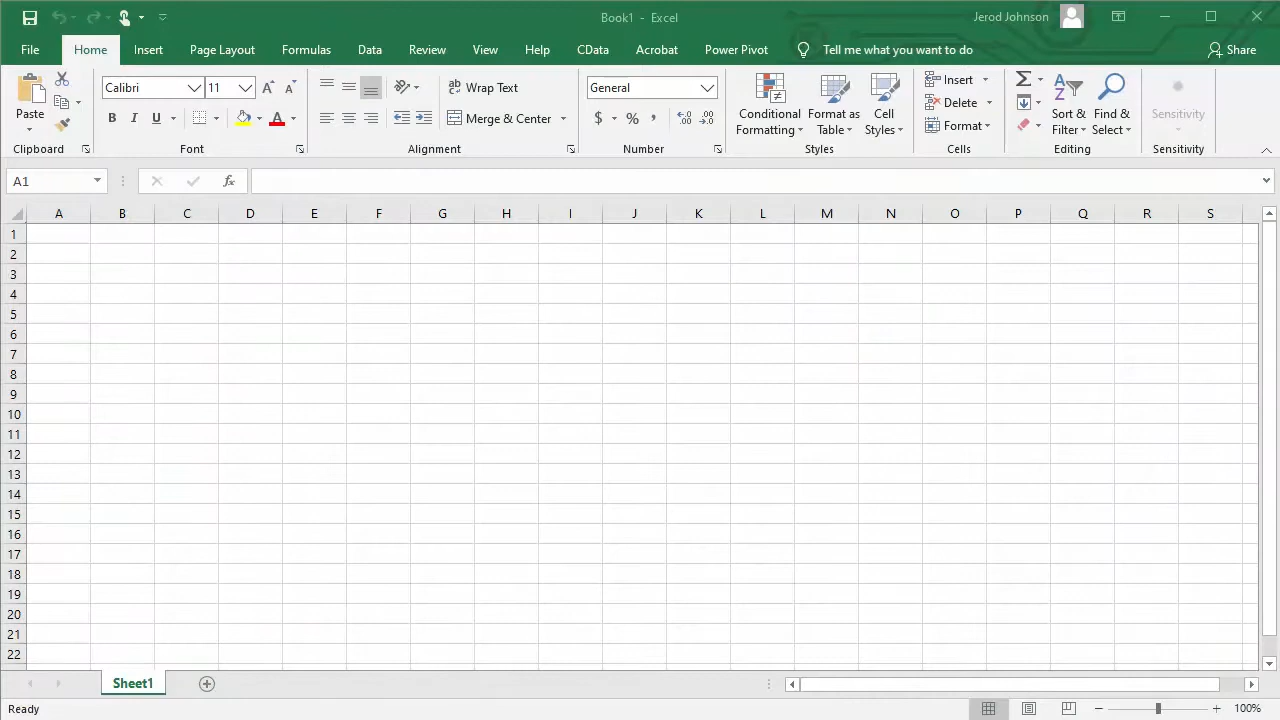 Book1 - Excel
Jerod Johnson
File Home Insert Page Layout Formulas Data Review View Help CData Acrobat Power Pivot Tell me what you want to do Share
Paste
Clipboard
Calibri 11
B I U A
Font
Wrap Text
Merge & Center
Alignment
General
$ % ,
Number
Conditional Formatting
Format as Table
Cell Styles
Styles
Insert
Delete
Format
Cells
Sort & Filter
Find & Select
Editing
Sensitivity
Sensitivity
A1 fx
A B C D E F G H I J K L M N O P Q R S
1
2
3
4
5
6
7
8
9
10
11
12
13
14
15
16
17
18
19
20
21
22
Sheet1
Ready 100%